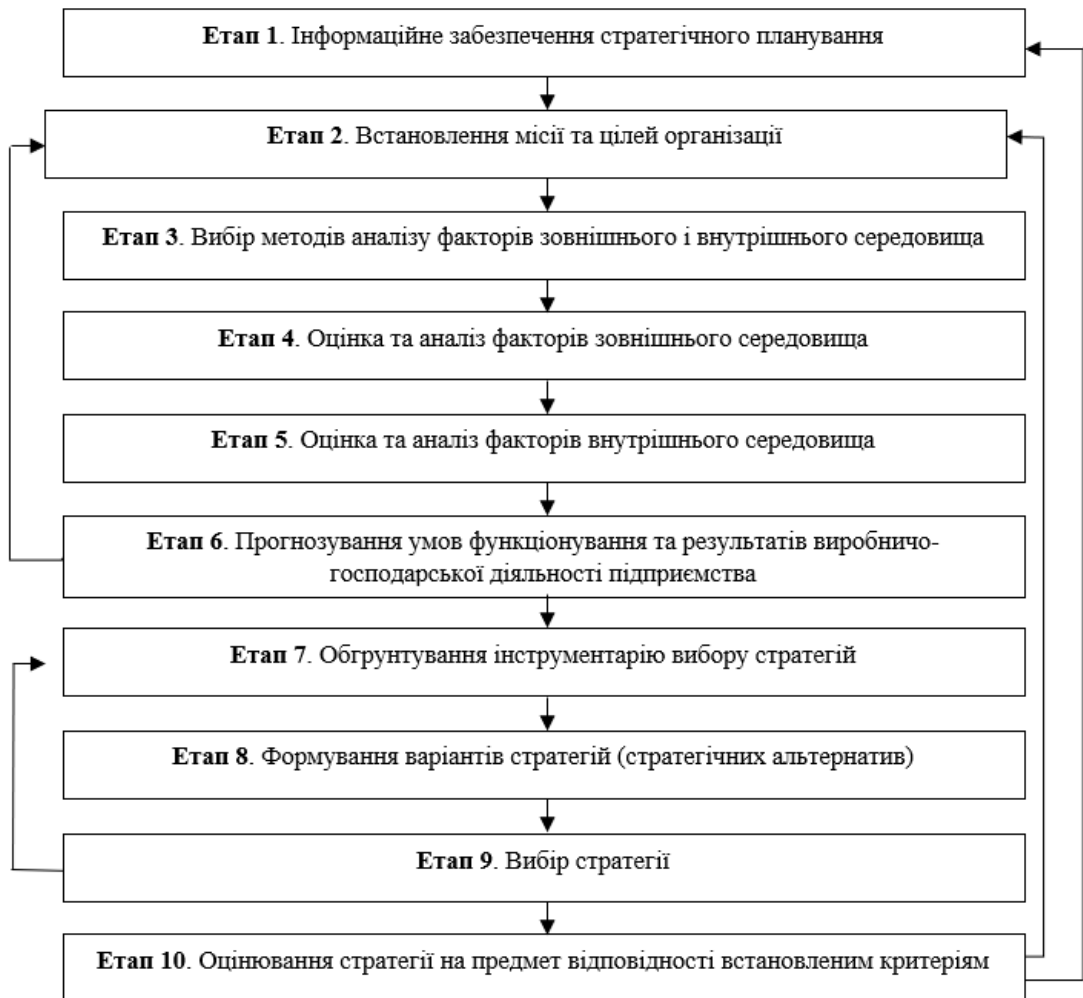 Етап 1. Інформаційне забезпечення стратегічного планування
Етап 2. Встановлення місії та цілей організації
Етап 3. Вибір методів аналізу факторів зовнішнього і внутрішнього середовища
Етап 4. Оцінка та аналіз факторів зовнішнього середовища
Етап 5. Оцінка та аналіз факторів внутрішнього середовища
Етап 6. Прогнозування умов функціонування та результатів виробничо-
господарської діяльності підприємства
Етап 7. Обгрунтування інструментарію вибору стратегій
Етап 8. Формування варіантів стратегій (стратегічних альтернатив)
Етап 9. Вибір стратегії
Етап 10. Оцінювання стратегії на предмет відповідності встановленим критеріям